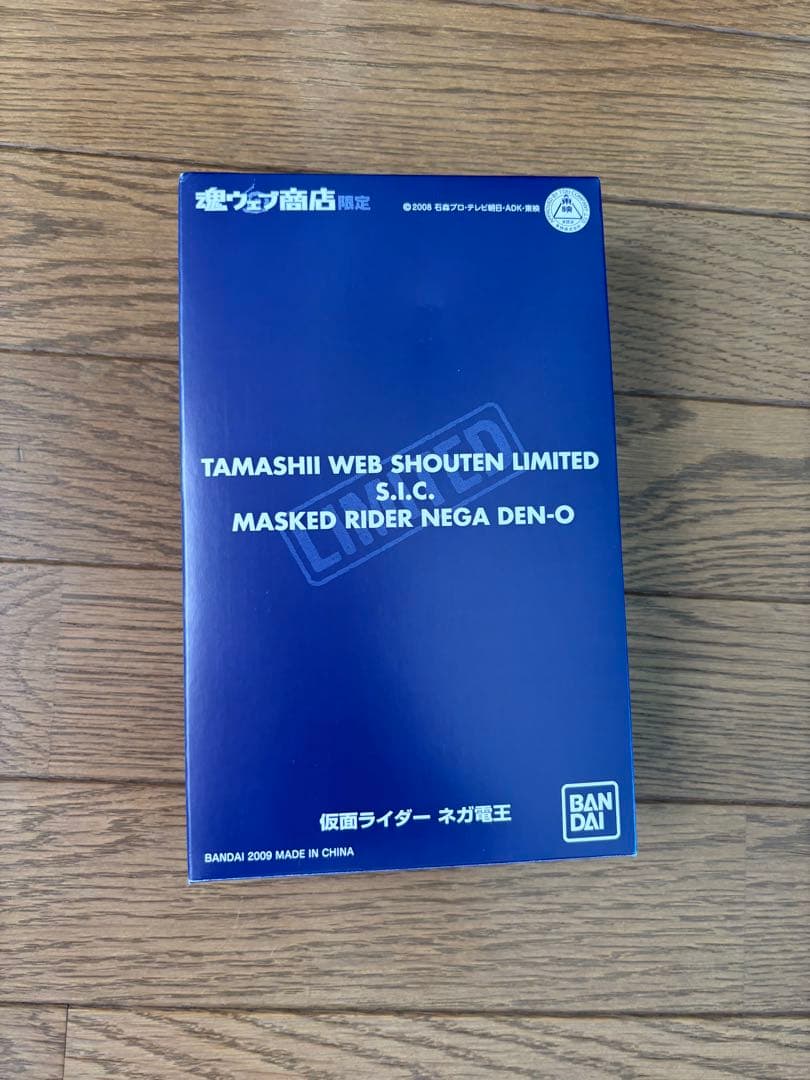 魂ウェブ商店限定
©2008 石森プロ・テレビ朝日・ADK・東映
TAMASHII WEB SHOUTEN LIMITED
S.I.C.
MASKED RIDER NEGA DEN-O
LIMITED
仮面ライダー ネガ電王
BAN
DAI
BANDAI 2009 MADE IN CHINA